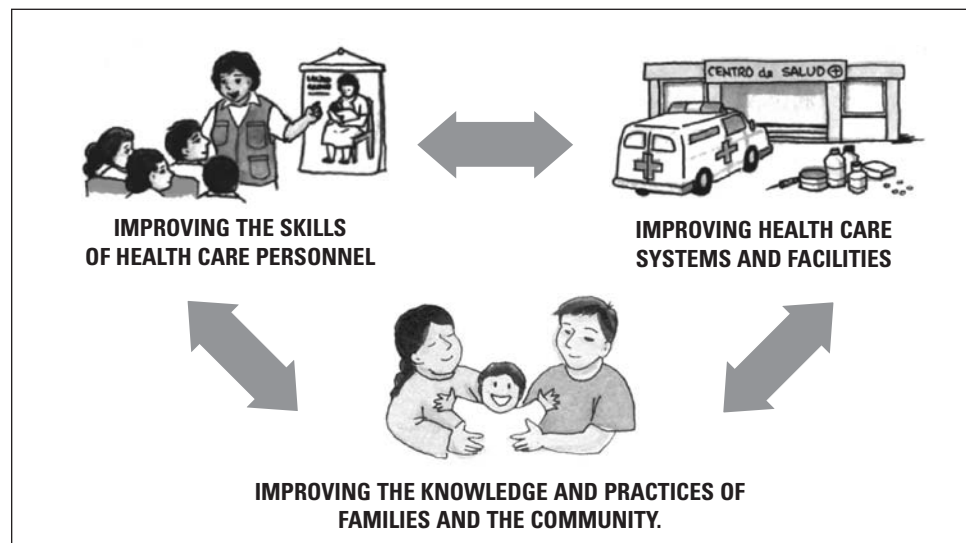 CENTRO de SALUD
IMPROVING THE SKILLS
OF HEALTH CARE PERSONNEL
IMPROVING HEALTH CARE
SYSTEMS AND FACILITIES
IMPROVING THE KNOWLEDGE AND PRACTICES OF
FAMILIES AND THE COMMUNITY.